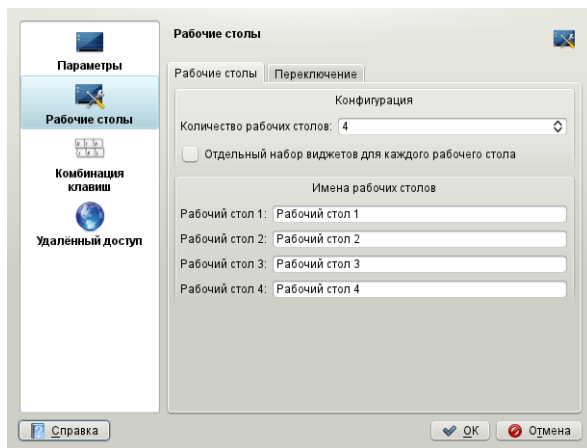 Параметры
Рабочие столы
Комбинация
клавиш
Удалённый доступ
Рабочие столы
Рабочие столы
Переключение
Конфигурация
Количество рабочих столов: 4
Отдельный набор виджетов для каждого рабочего стола
Имена рабочих столов
Рабочий стол 1: Рабочий стол 1
Рабочий стол 2: Рабочий стол 2
Рабочий стол 3: Рабочий стол 3
Рабочий стол 4: Рабочий стол 4
Справка
OK
Отмена